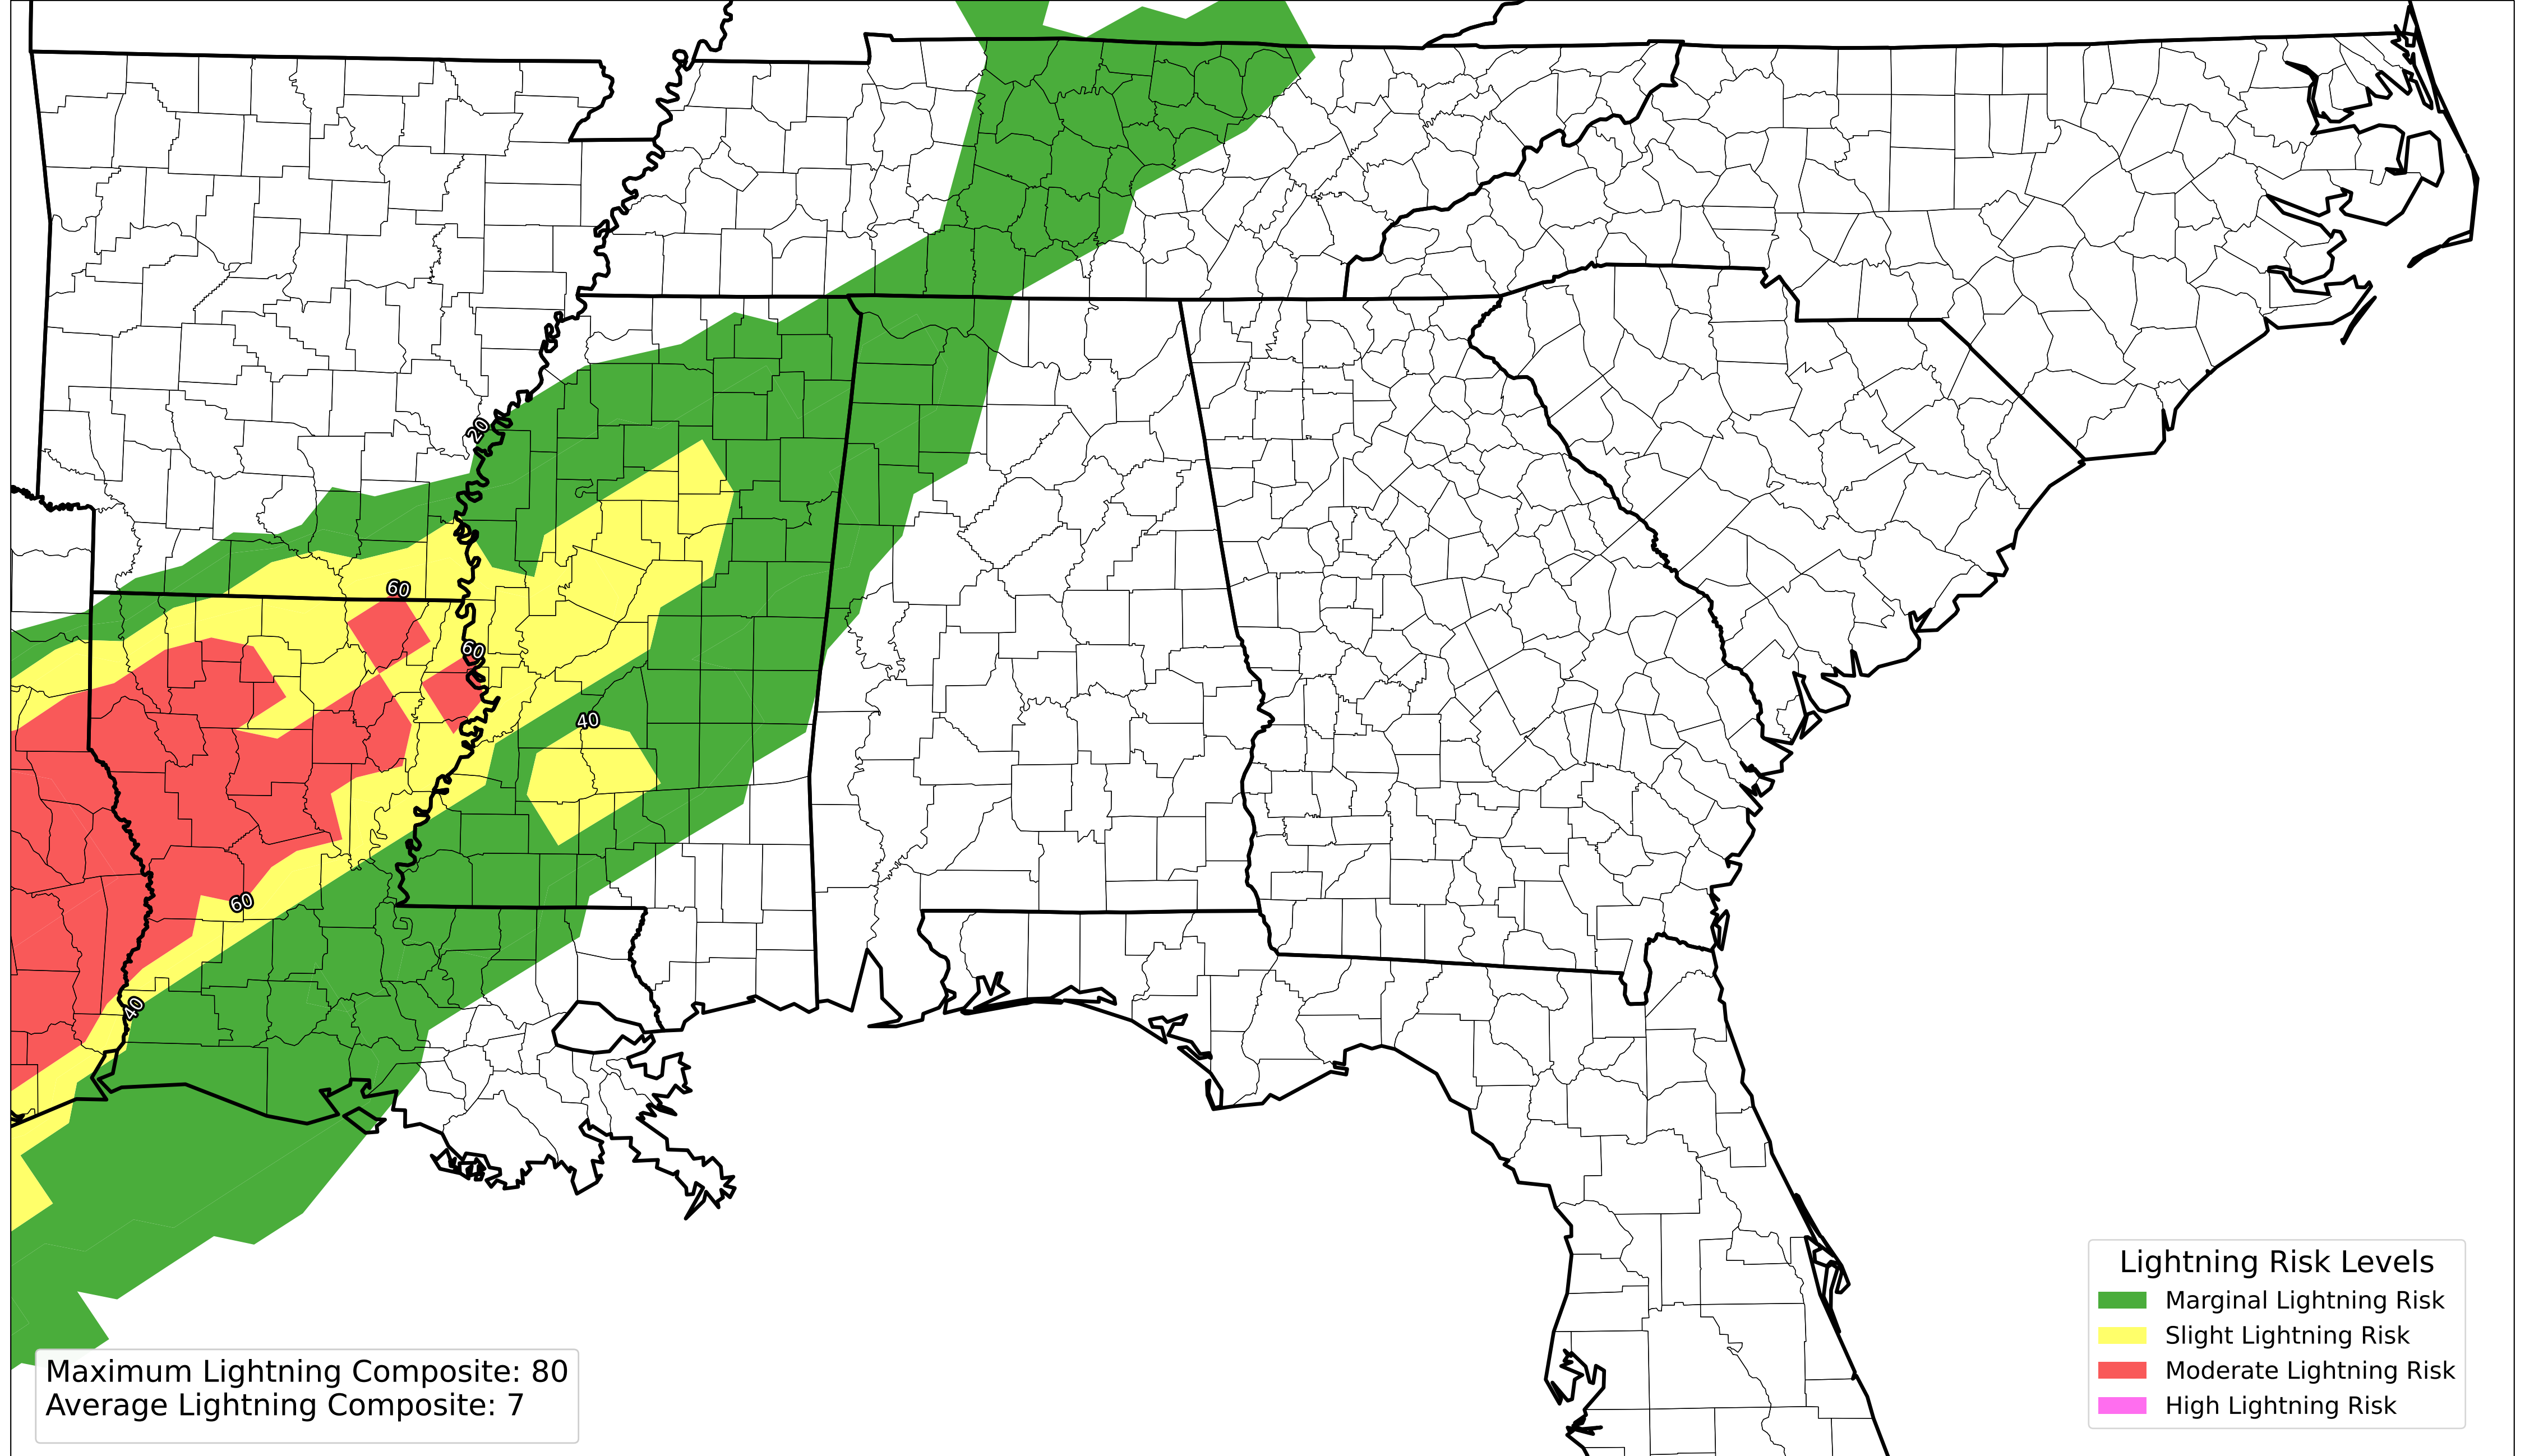 20
60
60
40
60
40
Lightning Risk Levels
Marginal Lightning Risk
Slight Lightning Risk
Moderate Lightning Risk
High Lightning Risk
Maximum Lightning Composite: 80
Average Lightning Composite: 7